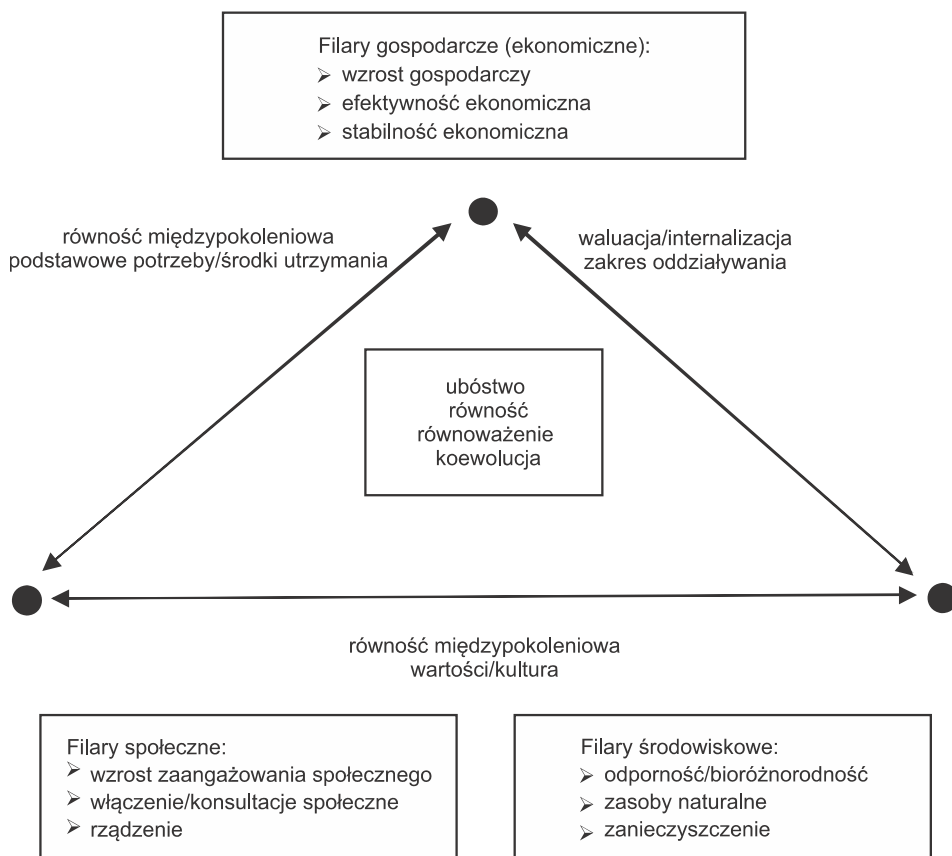 Filary gospodarcze (ekonomiczne):
➢ wzrost gospodarczy
➢ efektywność ekonomiczna
➢ stabilność ekonomiczna
równość międzypokoleniowa
podstawowe potrzeby/środki utrzymania
waluacja/internalizacja
zakres oddziaływania
ubóstwo
równość
równoważenie
koewolucja
równość międzypokoleniowa
wartości/kultura
Filary społeczne:
➢ wzrost zaangażowania społecznego
➢ włączenie/konsultacje społeczne
➢ rządzenie
Filary środowiskowe:
➢ odporność/bioróżnorodność
➢ zasoby naturalne
➢ zanieczyszczenie